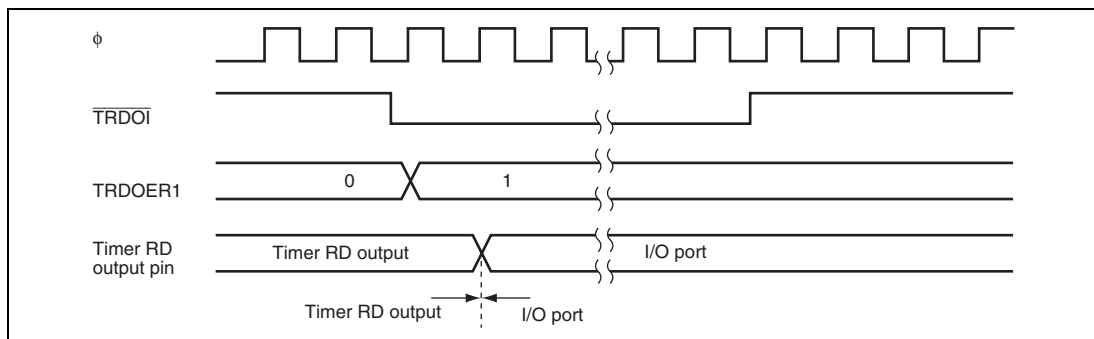 ϕ
TRDOI
TRDOER1 0 1
Timer RD
output pin Timer RD output I/O port
Timer RD output I/O port